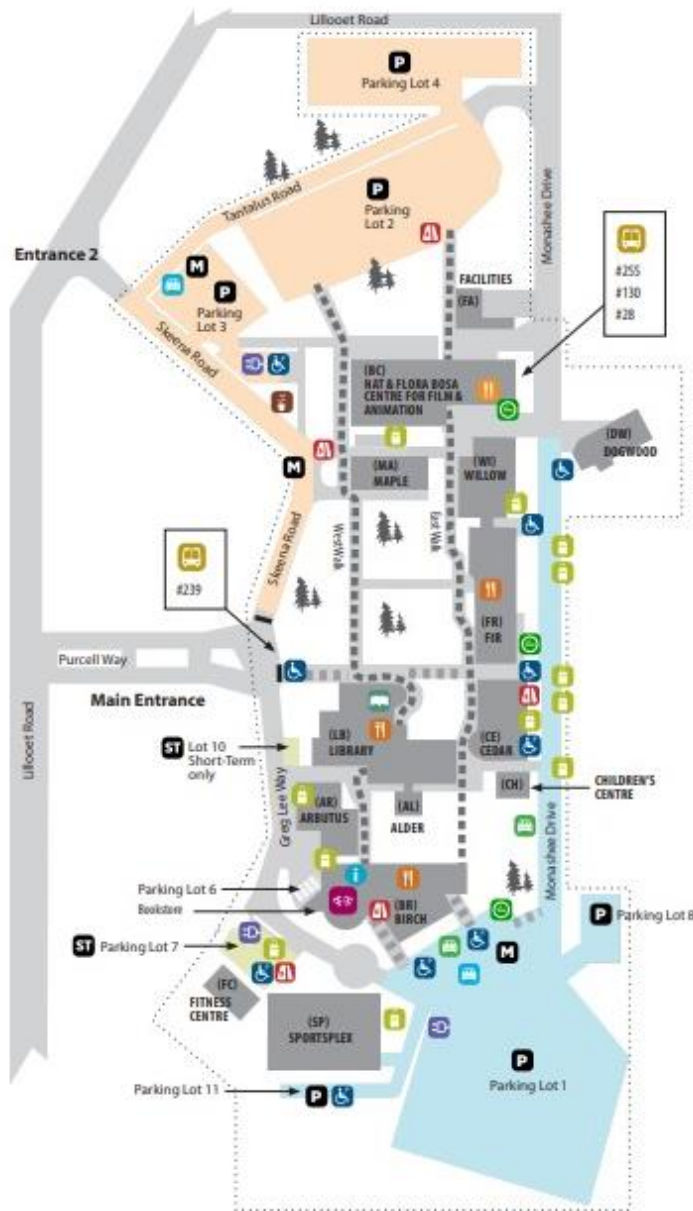 Lillooet Road
P
Parking Lot 4
Tantalus Road
P
Parking
Lot 2
Monashee Drive
Entrance 2
M
P
Parking
Lot 3
FACILITIES
(FA)
#255
#130
#28
Skeena Road
(BC)
NAT & FLORA BOSA
CENTRE FOR FILM &
ANIMATION
(DW)
DOGWOOD
M
(MA)
MAPLE
(WI)
WILLOW
Skeena Road
West Walk
East Walk
#239
(FR)
FIR
Purcell Way
Main Entrance
Lillooet Road
ST
Lot 10
Short-Term
only
(LB)
LIBRARY
(CE)
CEDAR
(CH)
CHILDREN'S
CENTRE
Greg Lee Way
(AR)
ARBUTUS
(AL)
ALDER
Monashee Drive
Parking Lot 6
Bookstore
i
(BR)
BIRCH
P
Parking Lot 8
ST
Parking Lot 7
M
(FC)
FITNESS
CENTRE
(SP)
SPORTSPLEX
P
Parking Lot 1
Parking Lot 11
P